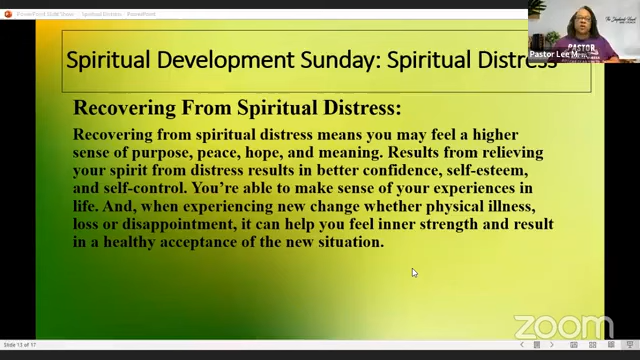 Spiritual Development Sunday: Spiritual Distress
Recovering From Spiritual Distress:
Recovering from spiritual distress means you may feel a higher
sense of purpose, peace, hope, and meaning. Results from relieving
your spirit from distress results in better confidence, self-esteem,
and self-control. You're able to make sense of your experiences in
life. And, when experiencing new change whether physical illness,
loss or disappointment, it can help you feel inner strength and result
in a healthy acceptance of the new situation.
PASTOR
Pastor Lee
zoom
Slide 13 of 17